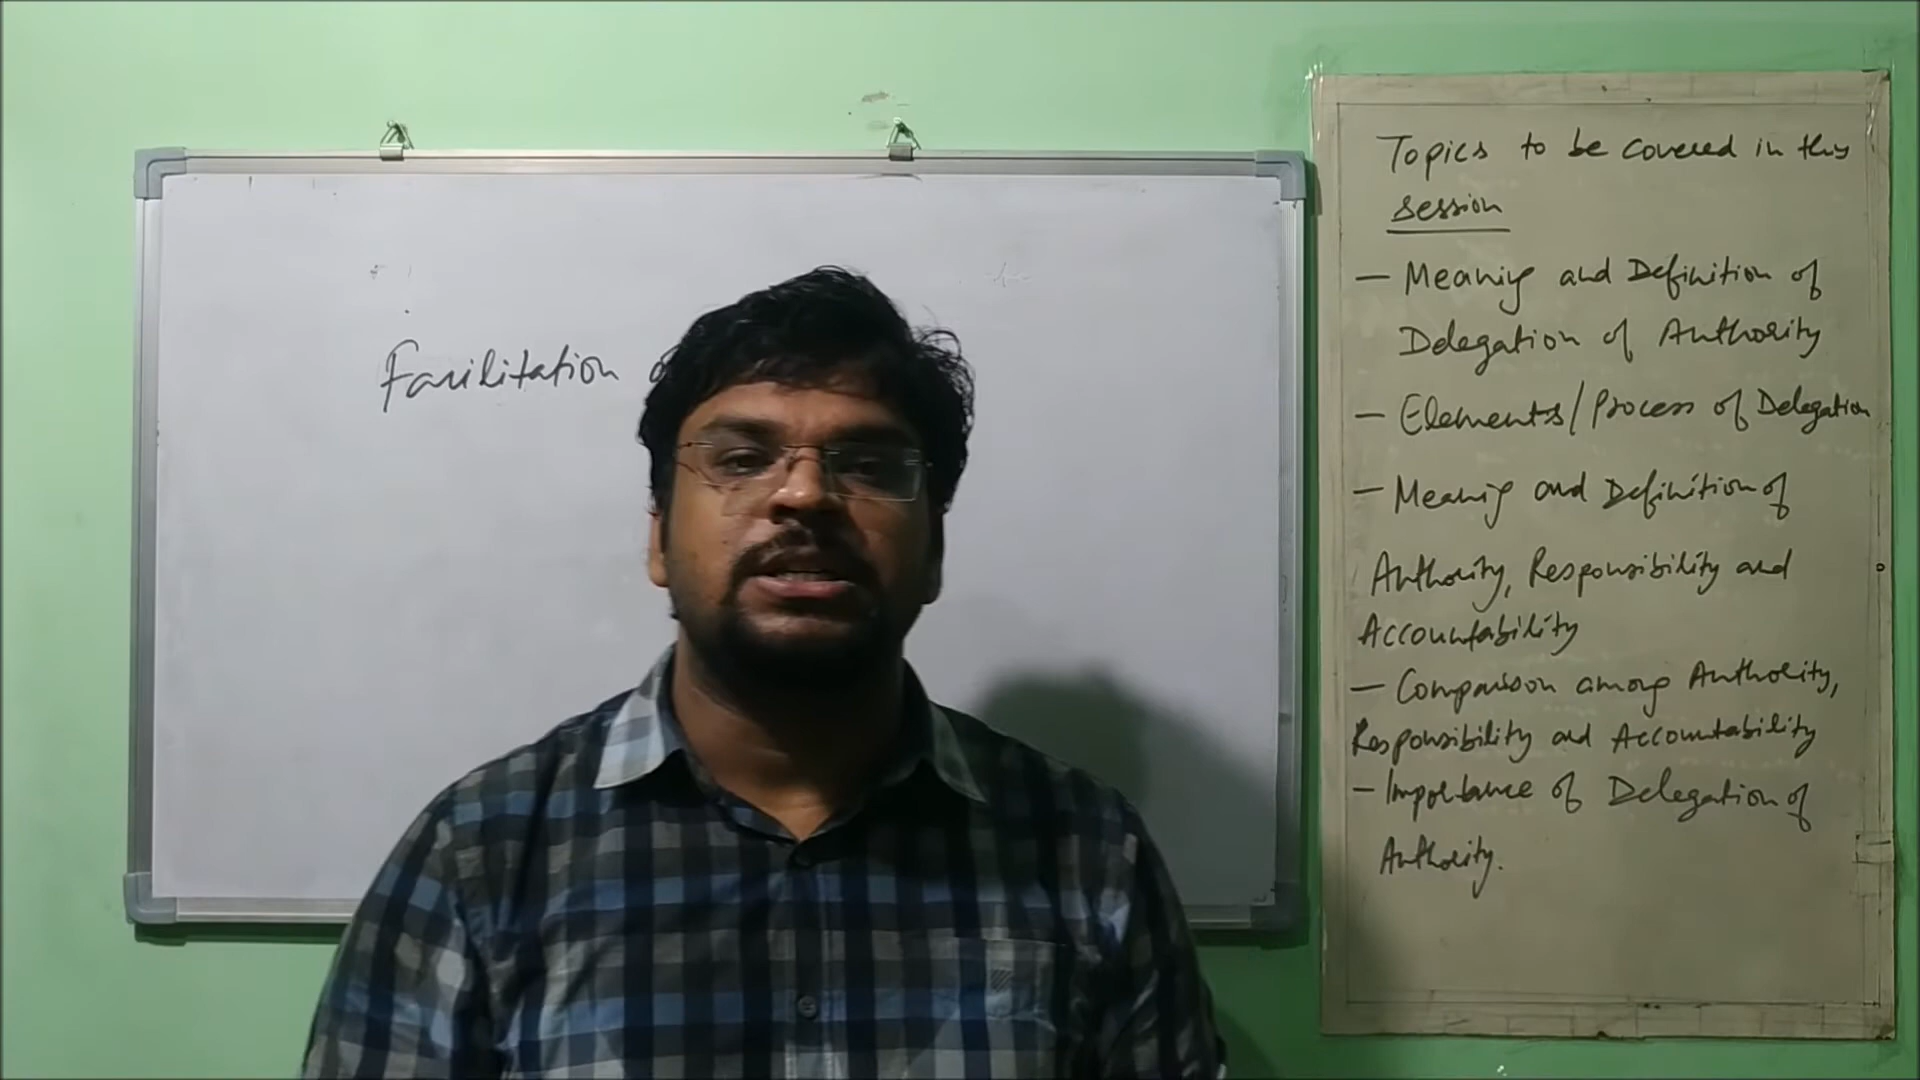 Facilitation
Topics to be covered in this
session
– Meaning and Definition of
Delegation of Authority
– Elements/Process of Delegation
– Meaning and Definition of
Authority, Responsibility and
Accountability
– Comparison among Authority,
Responsibility and Accountability
– Importance of Delegation of
Authority.